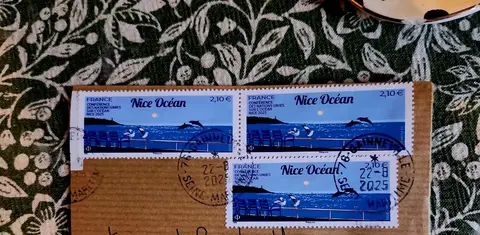 FRANCE
Nice Océan
2,10 €
CONFÉRENCE
DES NATIONS UNIES
SUR L'OCÉAN
NICE 2025
FRANCE
Nice Océan
2,10 €
CONFÉRENCE
DES NATIONS UNIES
SUR L'OCÉAN
NICE 2025
Nice Océan
2,10 €
22-8
2025
76-
22-8
2025